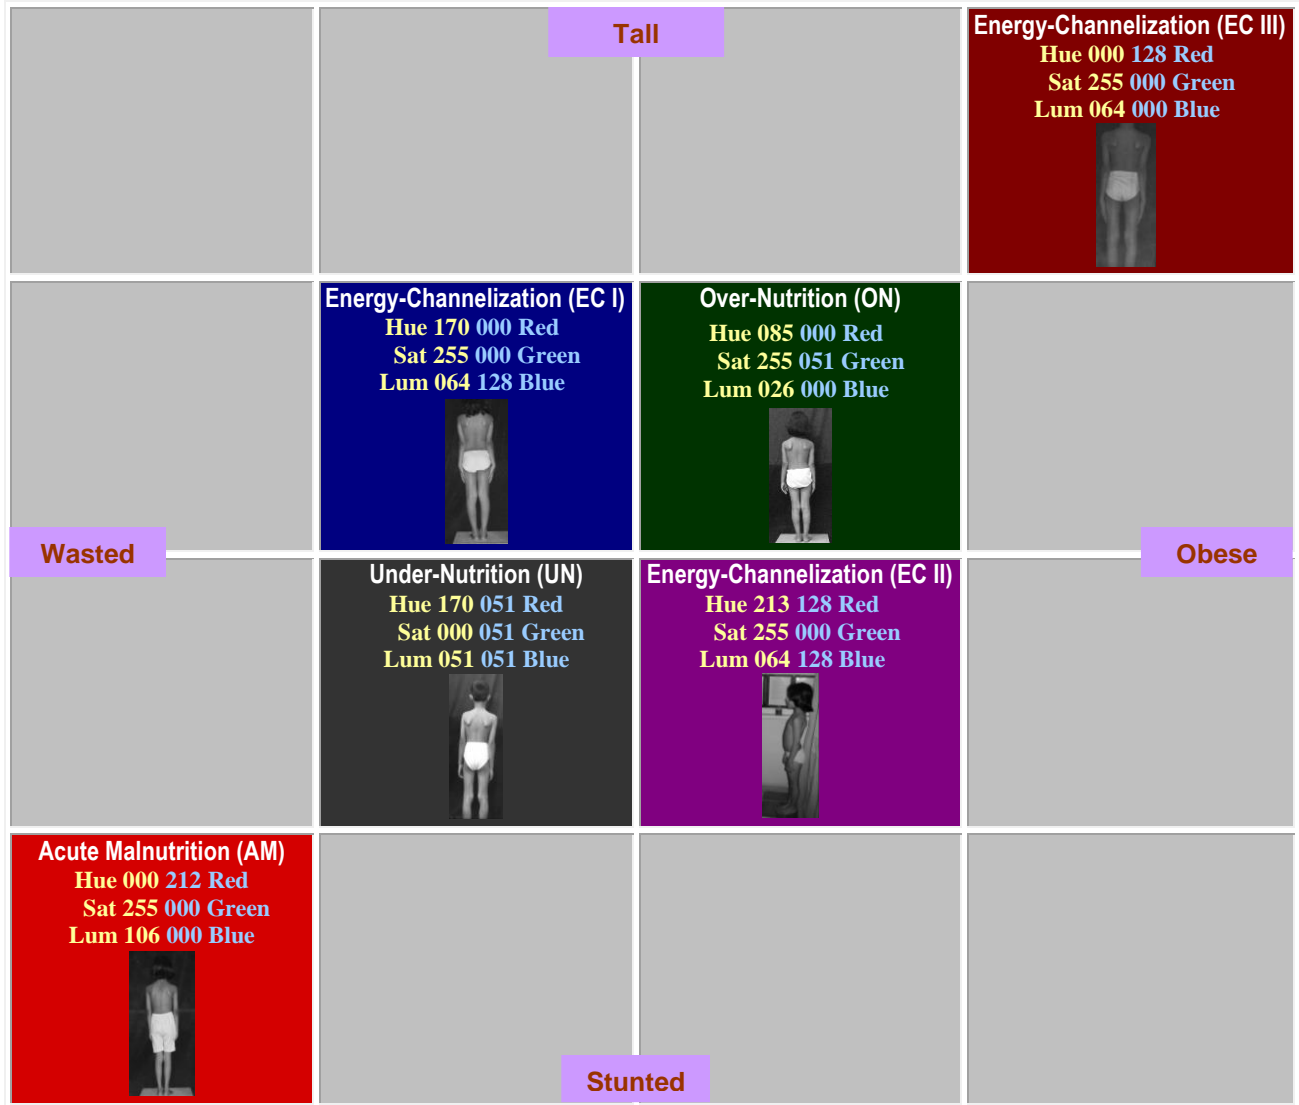 Tall
Energy-Channelization (EC III)
Hue 000 128 Red
Sat 255 000 Green
Lum 064 000 Blue
Energy-Channelization (EC I)
Hue 170 000 Red
Sat 255 000 Green
Lum 064 128 Blue
Over-Nutrition (ON)
Hue 085 000 Red
Sat 255 051 Green
Lum 026 000 Blue
Wasted
Obese
Under-Nutrition (UN)
Hue 170 051 Red
Sat 000 051 Green
Lum 051 051 Blue
Energy-Channelization (EC II)
Hue 213 128 Red
Sat 255 000 Green
Lum 064 128 Blue
Acute Malnutrition (AM)
Hue 000 212 Red
Sat 255 000 Green
Lum 106 000 Blue
Stunted